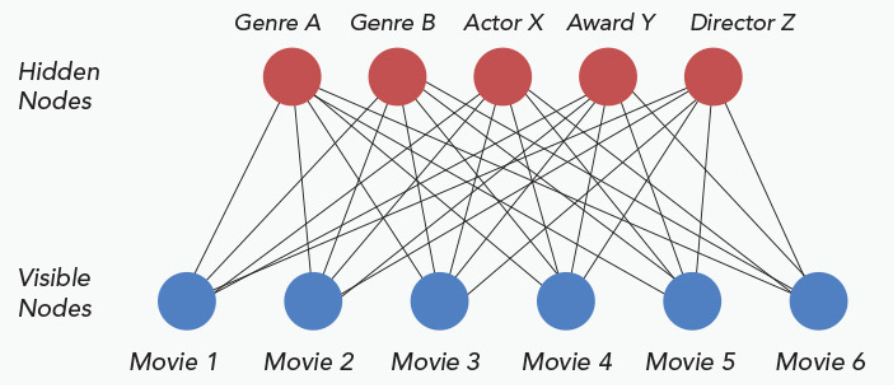 Genre A Genre B Actor X Award Y Director Z
Hidden
Nodes
Visible
Nodes
Movie 1 Movie 2 Movie 3 Movie 4 Movie 5 Movie 6